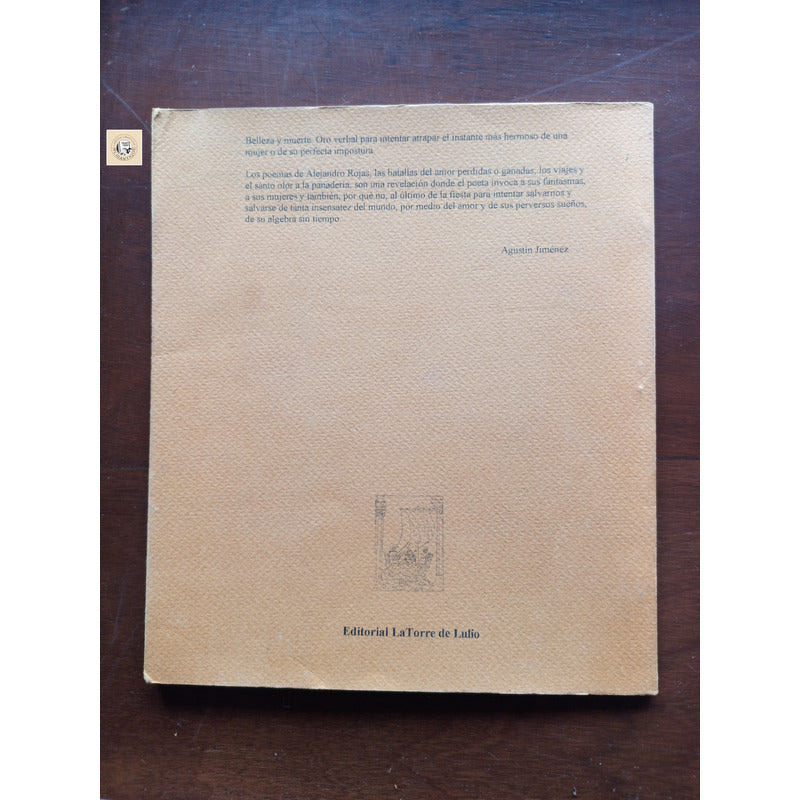 Belleza y muerte. Oro verbal para intentar atrapar el instante más hermoso de una
mujer o de su perfecta impostura.
Los poemas de Alejandro Rojas, las batallas del amor perdidas o ganadas, los viajes y
el santo olor a la panadería, son una revelación donde el poeta invoca a sus fantasmas,
a sus mujeres y también, por qué no, al último de la fiesta para intentar salvarnos y
salvarse de tanta insensatez del mundo, por medio del amor y de sus perversos sueños,
de su algebra sin tiempo.
Agustín Jiménez
Editorial LaTorre de Lulio